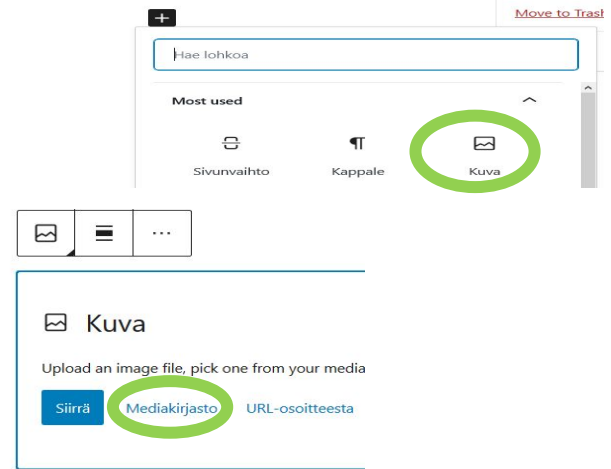 Move to Trash
Hae lohkoa
Most used
Sivunvaihto Kappale Kuva
Kuva
Upload an image file, pick one from your media
Siirrä Mediakirjasto URL-osoitteesta